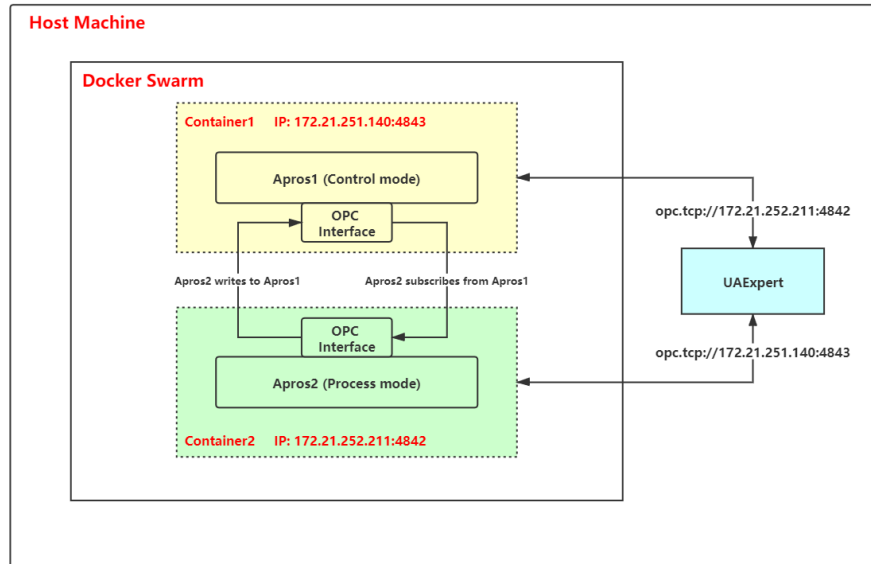 Host Machine
Docker Swarm
Container1 IP: 172.21.251.140:4843
Apros1 (Control mode)
OPC
Interface
opc.tcp://172.21.252.211:4842
Apros2 writes to Apros1
Apros2 subscribes from Apros1
UAExpert
OPC
Interface
opc.tcp://172.21.251.140:4843
Apros2 (Process mode)
Container2 IP: 172.21.252.211:4842